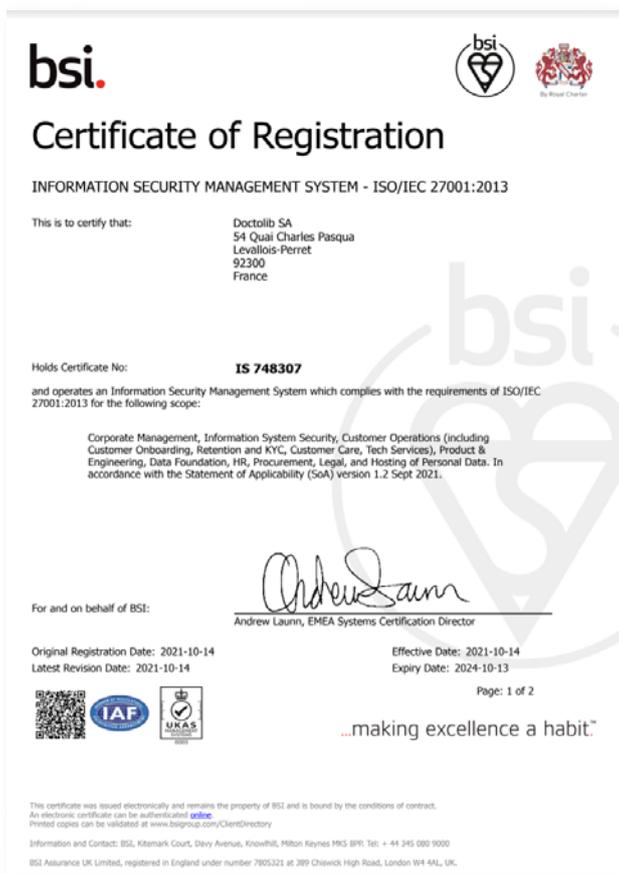 bsi.
bsi
By Royal Charter
Certificate of Registration
INFORMATION SECURITY MANAGEMENT SYSTEM - ISO/IEC 27001:2013
This is to certify that:
Doctolib SA
54 Quai Charles Pasqua
Levallois-Perret
92300
France
bsi
Holds Certificate No:
IS 748307
and operates an Information Security Management System which complies with the requirements of ISO/IEC
27001:2013 for the following scope:
Corporate Management, Information System Security, Customer Operations (including
Customer Onboarding, Retention and KYC, Customer Care, Tech Services), Product &
Engineering, Data Foundation, HR, Procurement, Legal, and Hosting of Personal Data. In
accordance with the Statement of Applicability (SoA) version 1.2 Sept 2021.
For and on behalf of BSI:
Andrew Launn, EMEA Systems Certification Director
Original Registration Date: 2021-10-14
Effective Date: 2021-10-14
Latest Revision Date: 2021-10-14
Expiry Date: 2024-10-13
Page: 1 of 2
IAF
UKAS
MANAGEMENT
SYSTEMS
...making excellence a habit.™
This certificate was issued electronically and remains the property of BSI and is bound by the conditions of contract.
An electronic certificate can be authenticated online.
Printed copies can be validated at www.bsigroup.com/ClientDirectory
Information and Contact: BSI, Kitemark Court, Davy Avenue, Knowlhill, Milton Keynes MK5 8PP. Tel: + 44 345 080 9000
BSI Assurance UK Limited, registered in England under number 7805321 at 389 Chiswick High Road, London W4 4AL, UK.